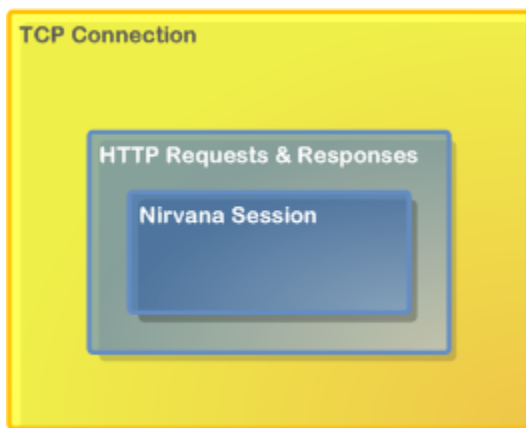 TCP Connection
HTTP Requests & Responses
Nirvana Session